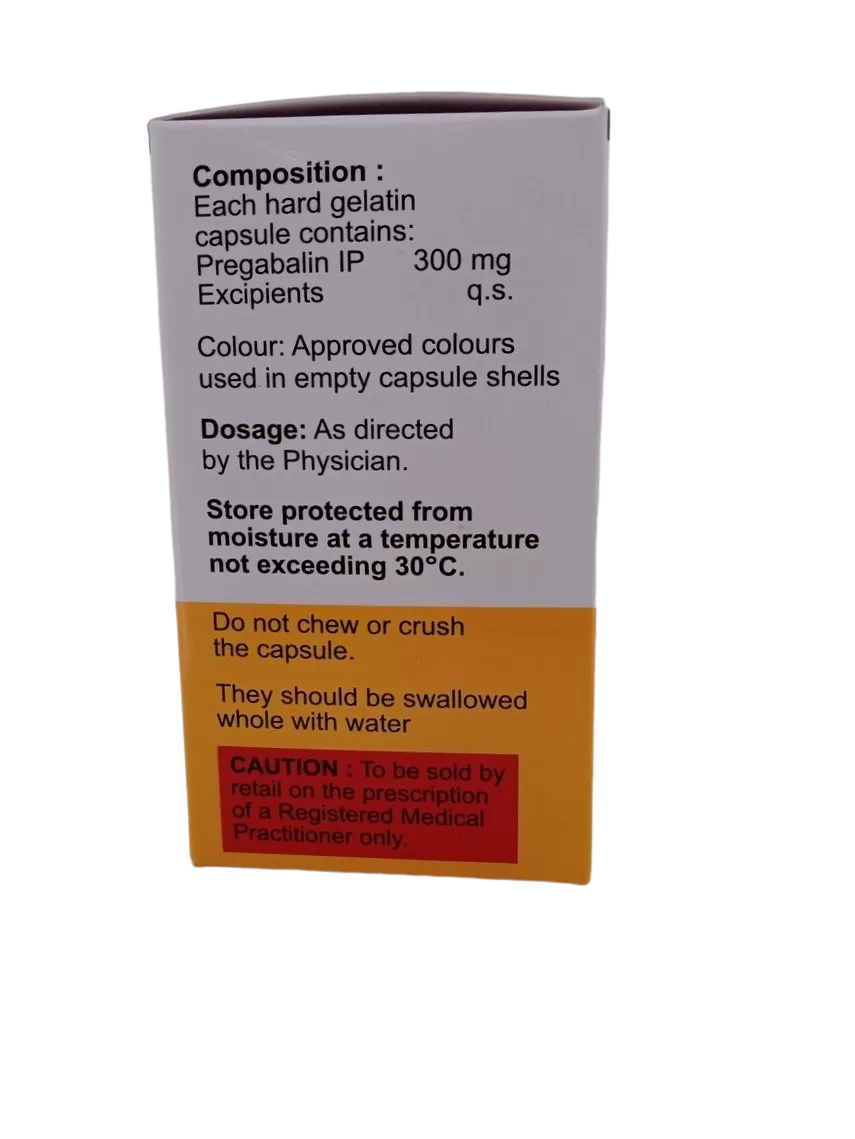 Composition :
Each hard gelatin
capsule contains:
Pregabalin IP 300 mg
Excipients q.s.
Colour: Approved colours
used in empty capsule shells
Dosage: As directed
by the Physician.
Store protected from
moisture at a temperature
not exceeding 30°C.
Do not chew or crush
the capsule.
They should be swallowed
whole with water
CAUTION : To be sold by
retail on the prescription
of a Registered Medical
Practitioner only.